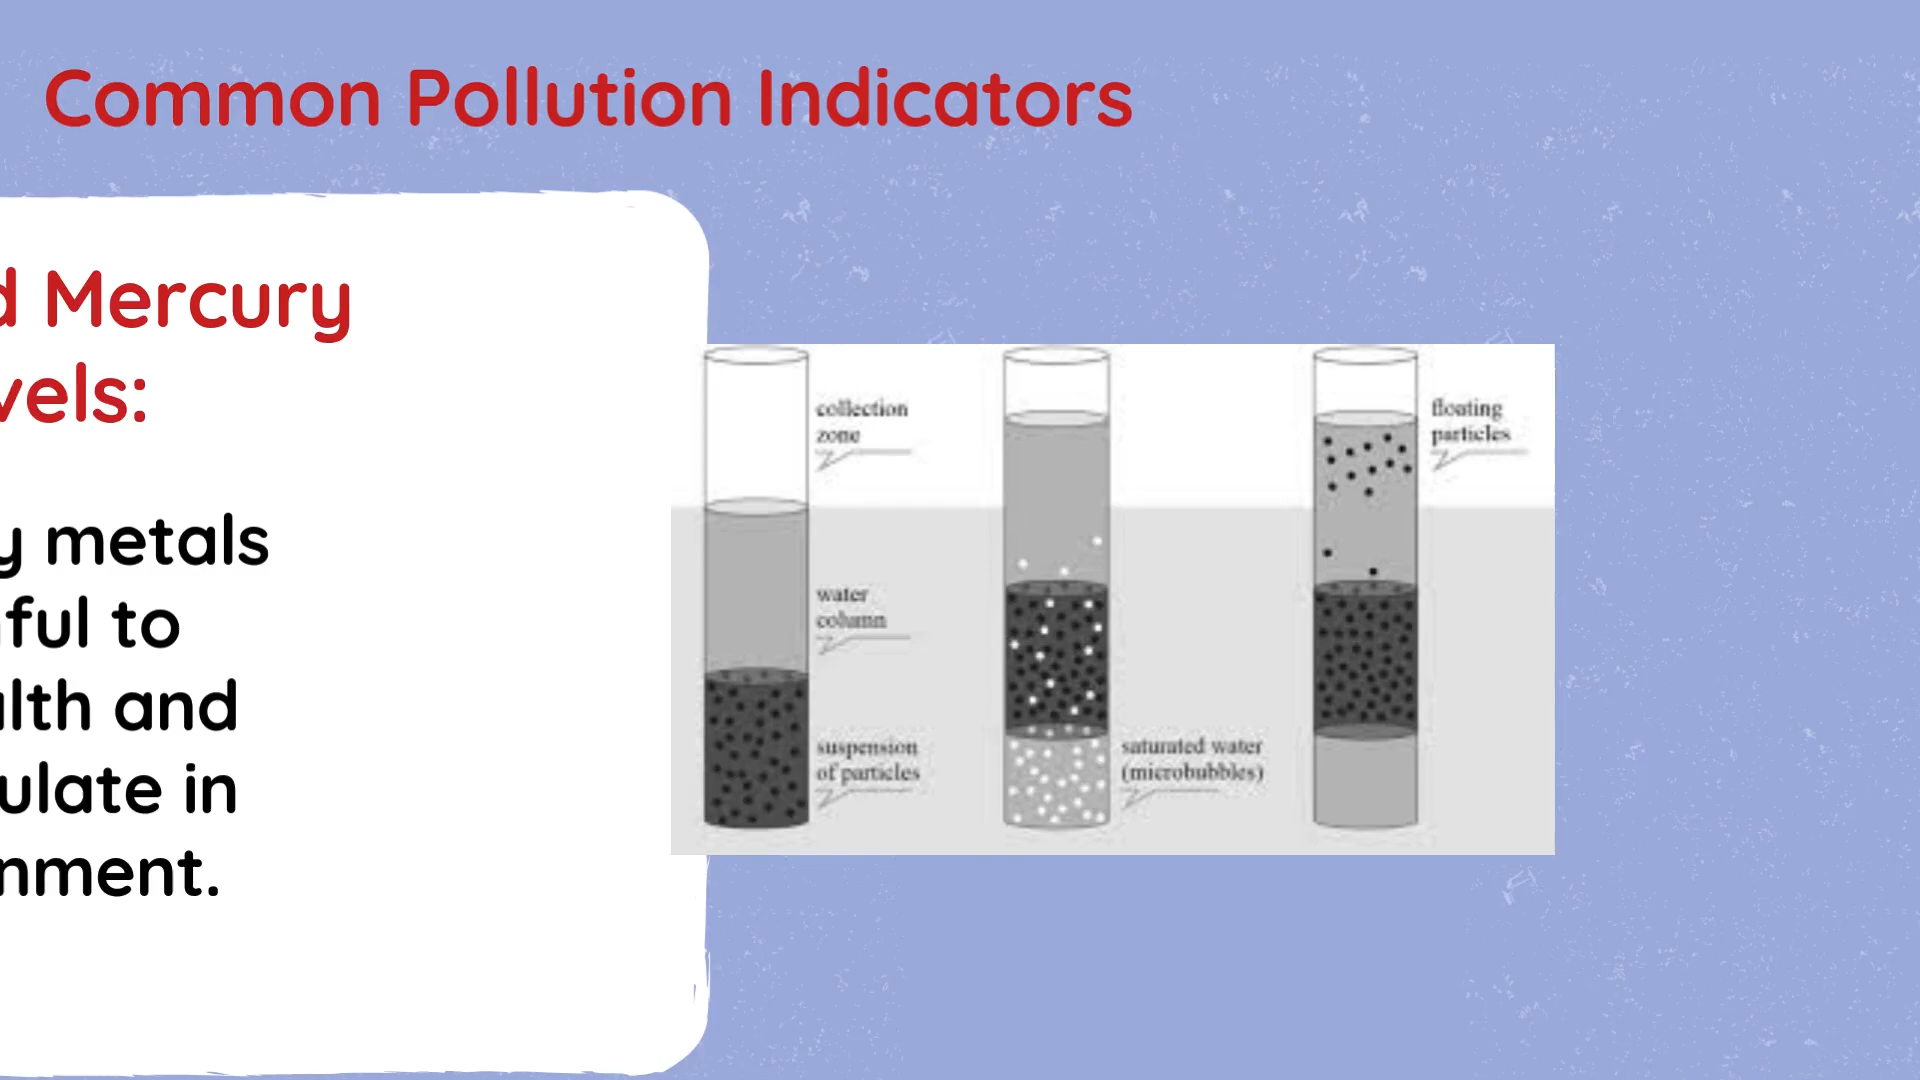 Common Pollution Indicators
d Mercury
vels:
y metals
ful to
alth and
ulate in
nment.
collection
zone
water
column
suspension
of particles
saturated water
(microbubbles)
floating
particles